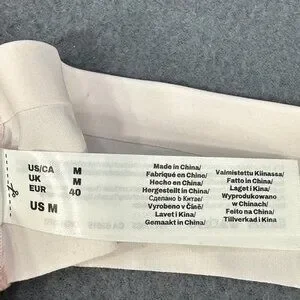 US/CA M
UK M
EUR 40
US M
Made in China/
Fabriqué en Chine/
Hecho en China/
Hergestellt in China/
Сделано в Китае/
Vyrobeno v Číně/
Lavet i Kina/
Gemaakt in China/
Valmistettu Kiinassa/
Fatto in China/
Laget i Kina/
Wyprodukowano
w Chinach/
Feito na China/
Tillverkad i Kina